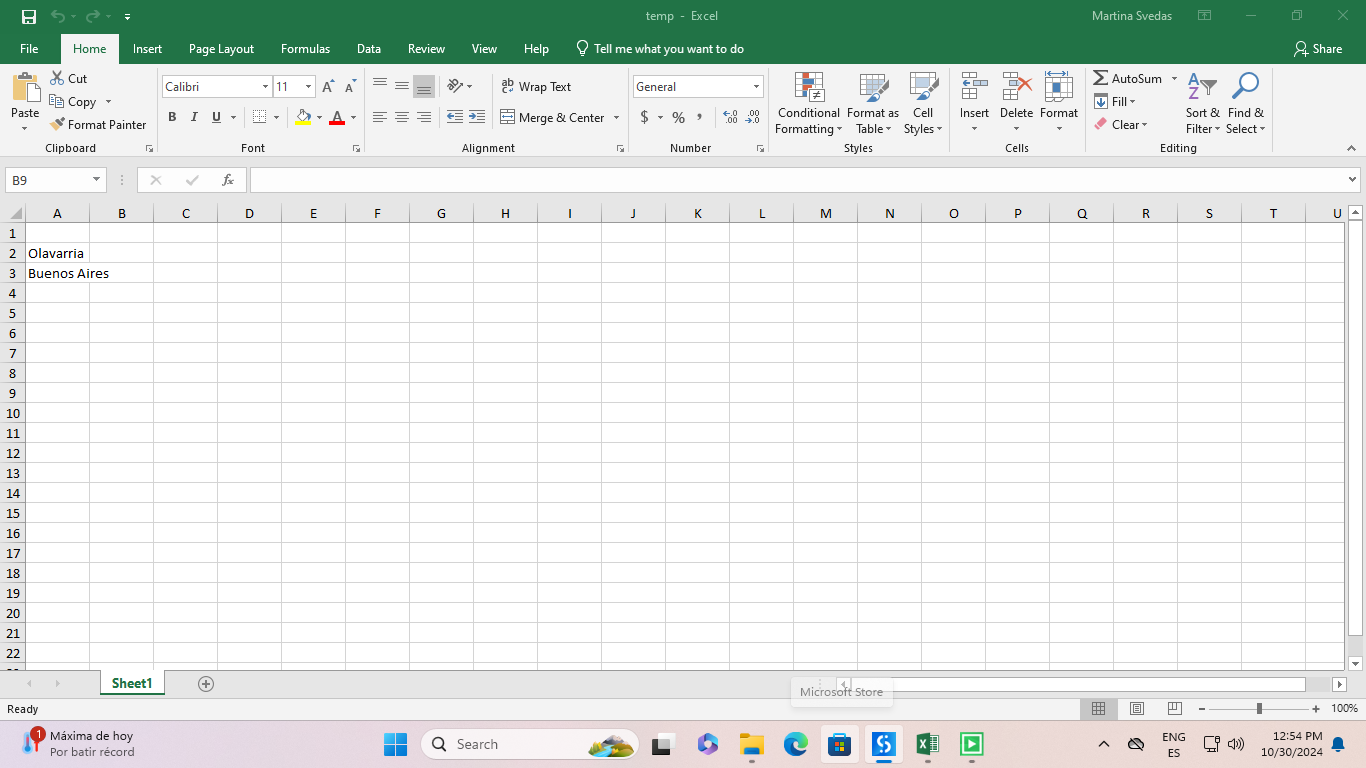 temp - Excel
Martina Svedas
File Home Insert Page Layout Formulas Data Review View Help Tell me what you want to do Share
Paste
Cut
Copy
Format Painter
Clipboard
Calibri 11
B I U
Font
Wrap Text
Merge & Center
Alignment
General
$ % ,
Number
Conditional Formatting
Format as Table
Cell Styles
Styles
Insert Delete Format
Cells
AutoSum
Fill
Clear
Sort & Filter
Find & Select
Editing
B9 fx
A B C D E F G H I J K L M N O P Q R S T U
1
2 Olavarria
3 Buenos Aires
4
5
6
7
8
9
10
11
12
13
14
15
16
17
18
19
20
21
22
Sheet1
Microsoft Store
Ready
100%
1
Máxima de hoy
Por batir récord
Search
ENG
ES
12:54 PM
10/30/2024